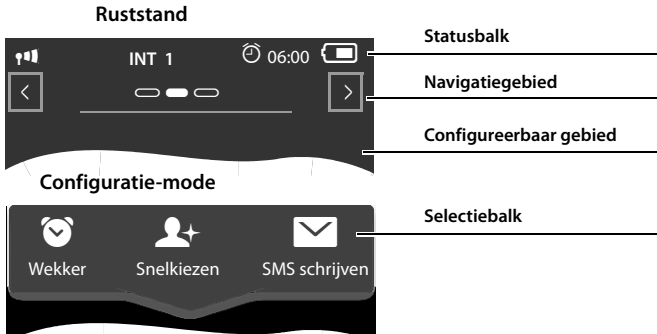 Ruststand
Statusbalk
INT 1 06:00
Navigatiegebied
Configureerbaar gebied
Configuratie-mode
Selectiebalk
Wekker Snelkiezen SMS schrijven